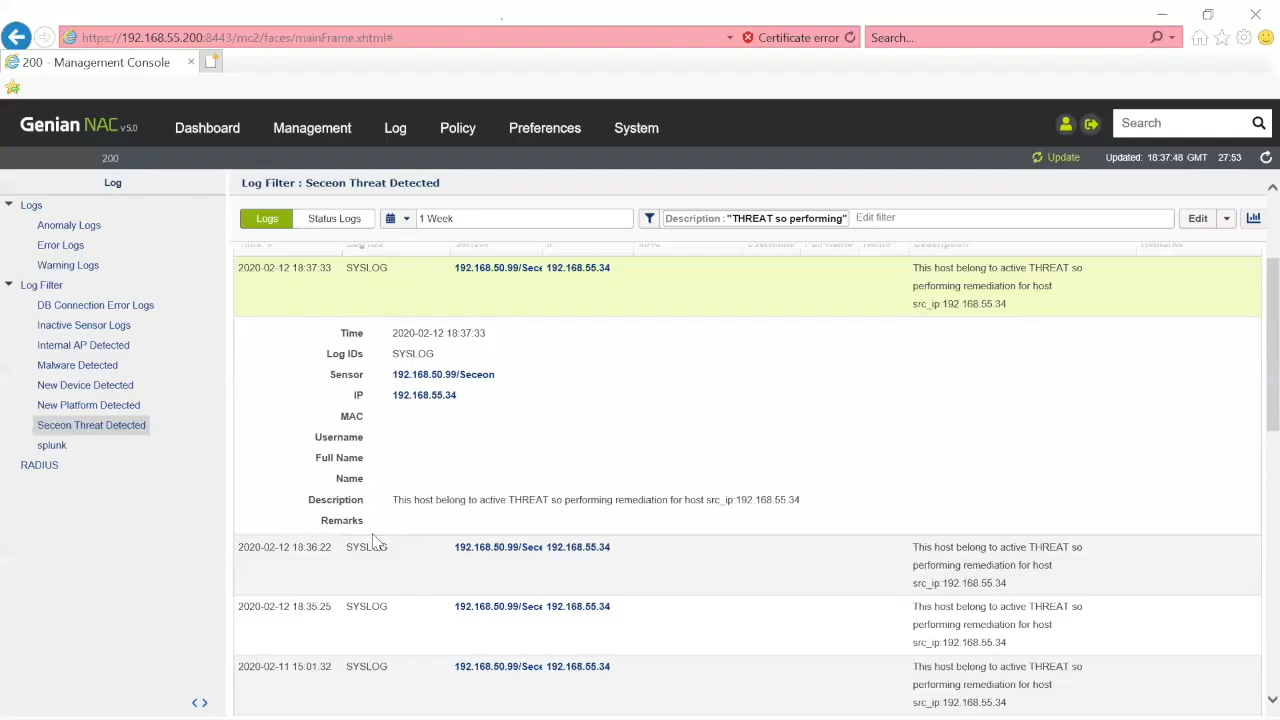 https://192.168.55.200:8443/mc2/faces/mainFrame.xhtml#
Certificate error
Search...
200 - Management Console
Genian NAC v5.0
Dashboard
Management
Log
Policy
Preferences
System
Search
200
Update
Updated: 18:37:48 GMT
27:53
Log
Log Filter : Seceon Threat Detected
Logs
Anomaly Logs
Error Logs
Warning Logs
Log Filter
DB Connection Error Logs
Inactive Sensor Logs
Internal AP Detected
Malware Detected
New Device Detected
New Platform Detected
Seceon Threat Detected
splunk
RADIUS
Logs
Status Logs
1 Week
Description : "THREAT so performing"
Edit filter
Edit
2020-02-12 18:37:33 SYSLOG 192.168.50.99/Sece 192.168.55.34 This host belong to active THREAT so
performing remediation for host
src_ip:192.168.55.34
Time 2020-02-12 18:37:33
Log IDs SYSLOG
Sensor 192.168.50.99/Seceon
IP 192.168.55.34
MAC
Username
Full Name
Name
Description This host belong to active THREAT so performing remediation for host src_ip:192.168.55.34
Remarks
2020-02-12 18:36:22 SYSLOG 192.168.50.99/Sece 192.168.55.34 This host belong to active THREAT so
performing remediation for host
src_ip:192.168.55.34
2020-02-12 18:35:25 SYSLOG 192.168.50.99/Sece 192.168.55.34 This host belong to active THREAT so
performing remediation for host
src_ip:192.168.55.34
2020-02-11 15:01:32 SYSLOG 192.168.50.99/Sece 192.168.55.34 This host belong to active THREAT so
performing remediation for host
src_ip:192.168.55.34